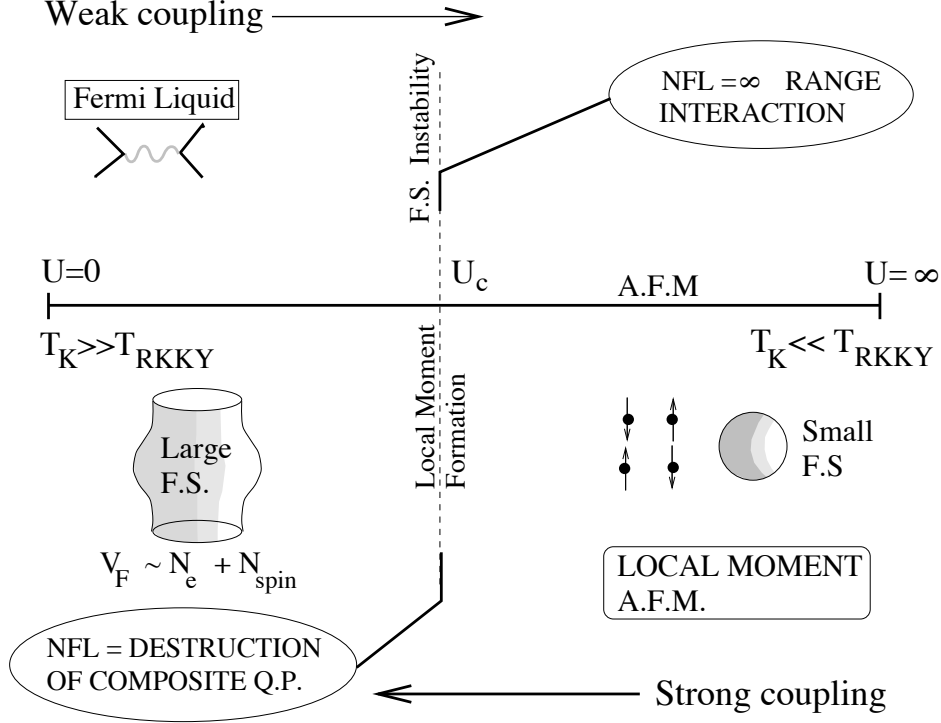 Weak coupling
Fermi Liquid
F.S. Instability
NFL = ∞ RANGE
INTERACTION
U=0
U_c
A.F.M
U= ∞
T_K>>T_RKKY
T_K<< T_RKKY
Local Moment
Formation
Large
F.S.
Small
F.S
V_F ~ N_e + N_spin
LOCAL MOMENT
A.F.M.
NFL = DESTRUCTION
OF COMPOSITE Q.P.
Strong coupling